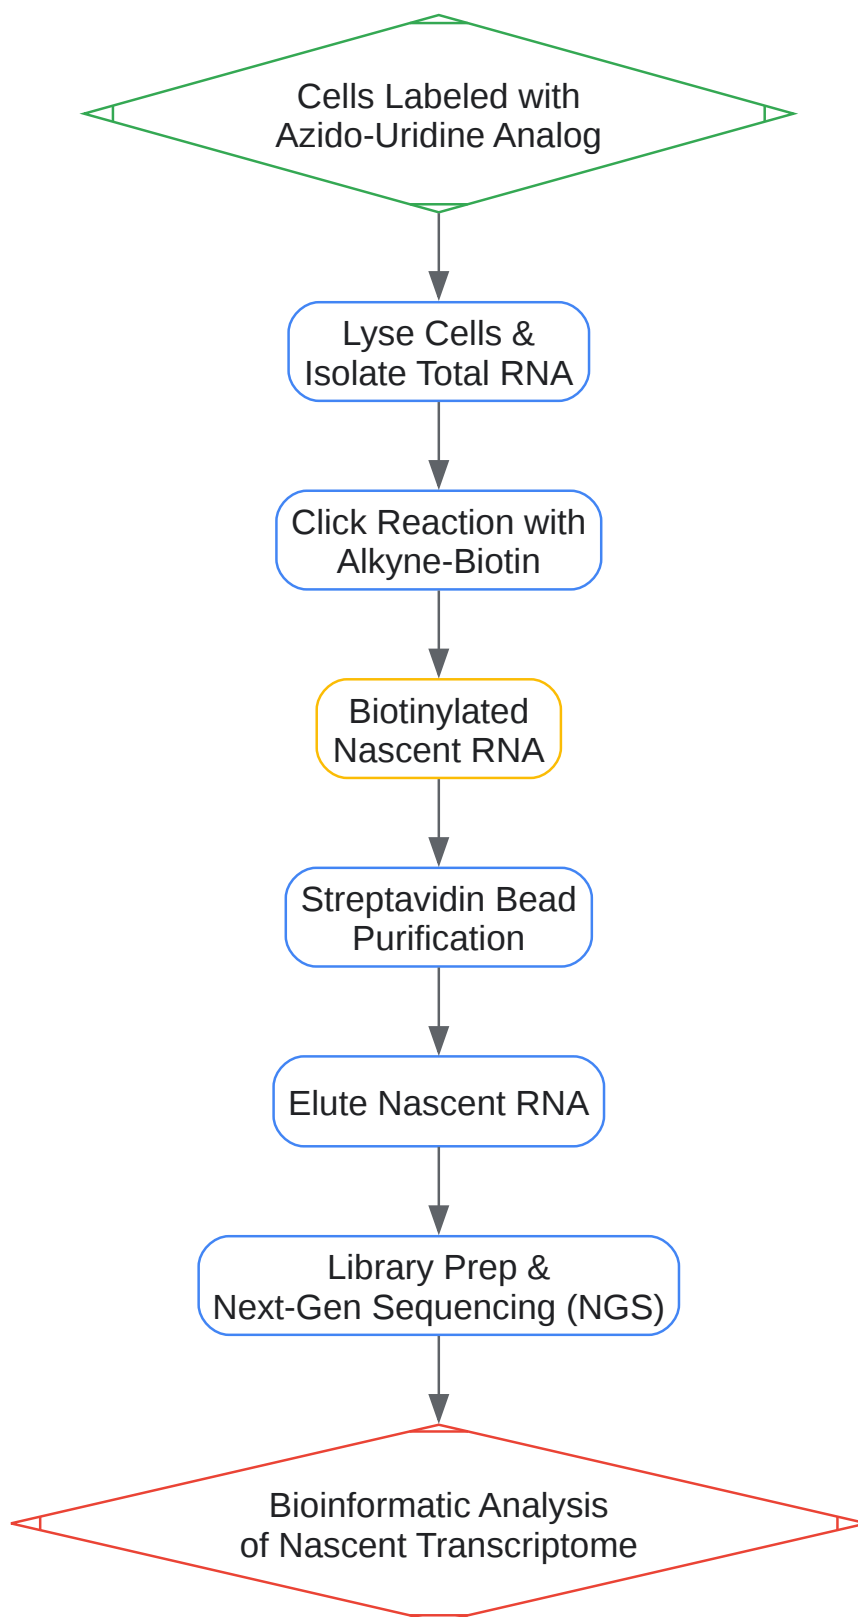 Cells Labeled with
Azido-Uridine Analog
Lyse Cells &
Isolate Total RNA
Click Reaction with
Alkyne-Biotin
Biotinylated
Nascent RNA
Streptavidin Bead
Purification
Elute Nascent RNA
Library Prep &
Next-Gen Sequencing (NGS)
Bioinformatic Analysis
of Nascent Transcriptome